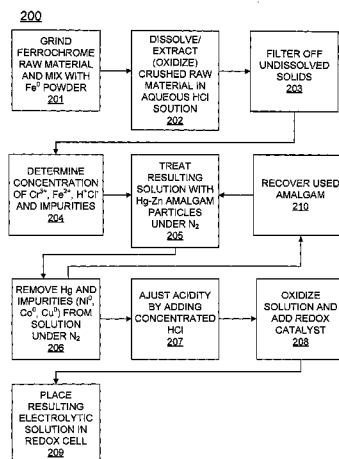 200
GRIND
FERROCHROME
RAW MATERIAL
AND MIX WITH
Fe⁰ POWDER
201
DISSOLVE/
EXTRACT (OXIDIZE)
CRUSHED RAW
MATERIAL IN
AQUEOUS HCl
SOUTION
202
FILTER OFF
UNDISSOLVED
SOLIDS
203
DETERMINE
CONCENTRATION
OF Cr³⁺, Fe²⁺, H⁺Cl⁻
AND IMPURITIES
204
TREAT
RESULTING
SOLUTION WITH
Hg-Zn AMALGAM
PARTICLES
UNDER N₂
205
RECOVER USED
AMALGAM
210
REMOVE Hg AND
IMPURITIES (Ni⁰,
Co⁰, Cu⁰) FROM
SOLUTION
UNDER N₂
206
AJUST ACIDITY
BY ADDING
CONCENTRATED
HCl
207
OXIDIZE
SOLUTION AND
ADD REDOX
CATALYST
208
PLACE
RESULTING
ELECTROLYTIC
SOLUTION IN
REDOX CELL
209